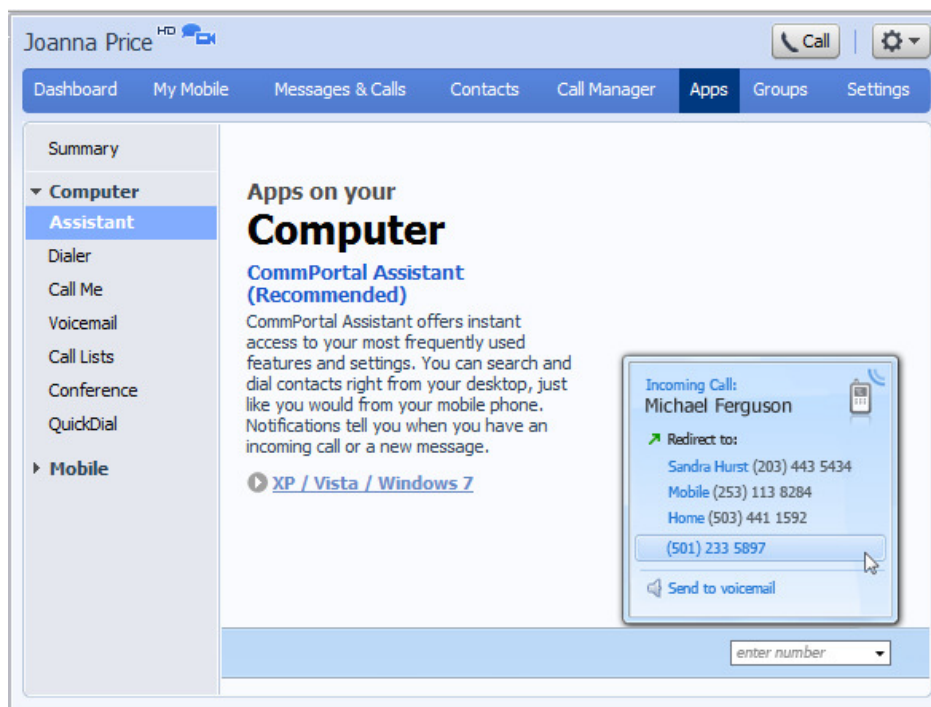 Joanna Price HD
Call
Dashboard My Mobile Messages & Calls Contacts Call Manager Apps Groups Settings
Summary
Computer
Assistant
Dialer
Call Me
Voicemail
Call Lists
Conference
QuickDial
Mobile
Apps on your
Computer
CommPortal Assistant
(Recommended)
CommPortal Assistant offers instant
access to your most frequently used
features and settings. You can search and
dial contacts right from your desktop, just
like you would from your mobile phone.
Notifications tell you when you have an
incoming call or a new message.
XP / Vista / Windows 7
Incoming Call:
Michael Ferguson
Redirect to:
Sandra Hurst (203) 443 5434
Mobile (253) 113 8284
Home (503) 441 1592
(501) 233 5897
Send to voicemail
enter number